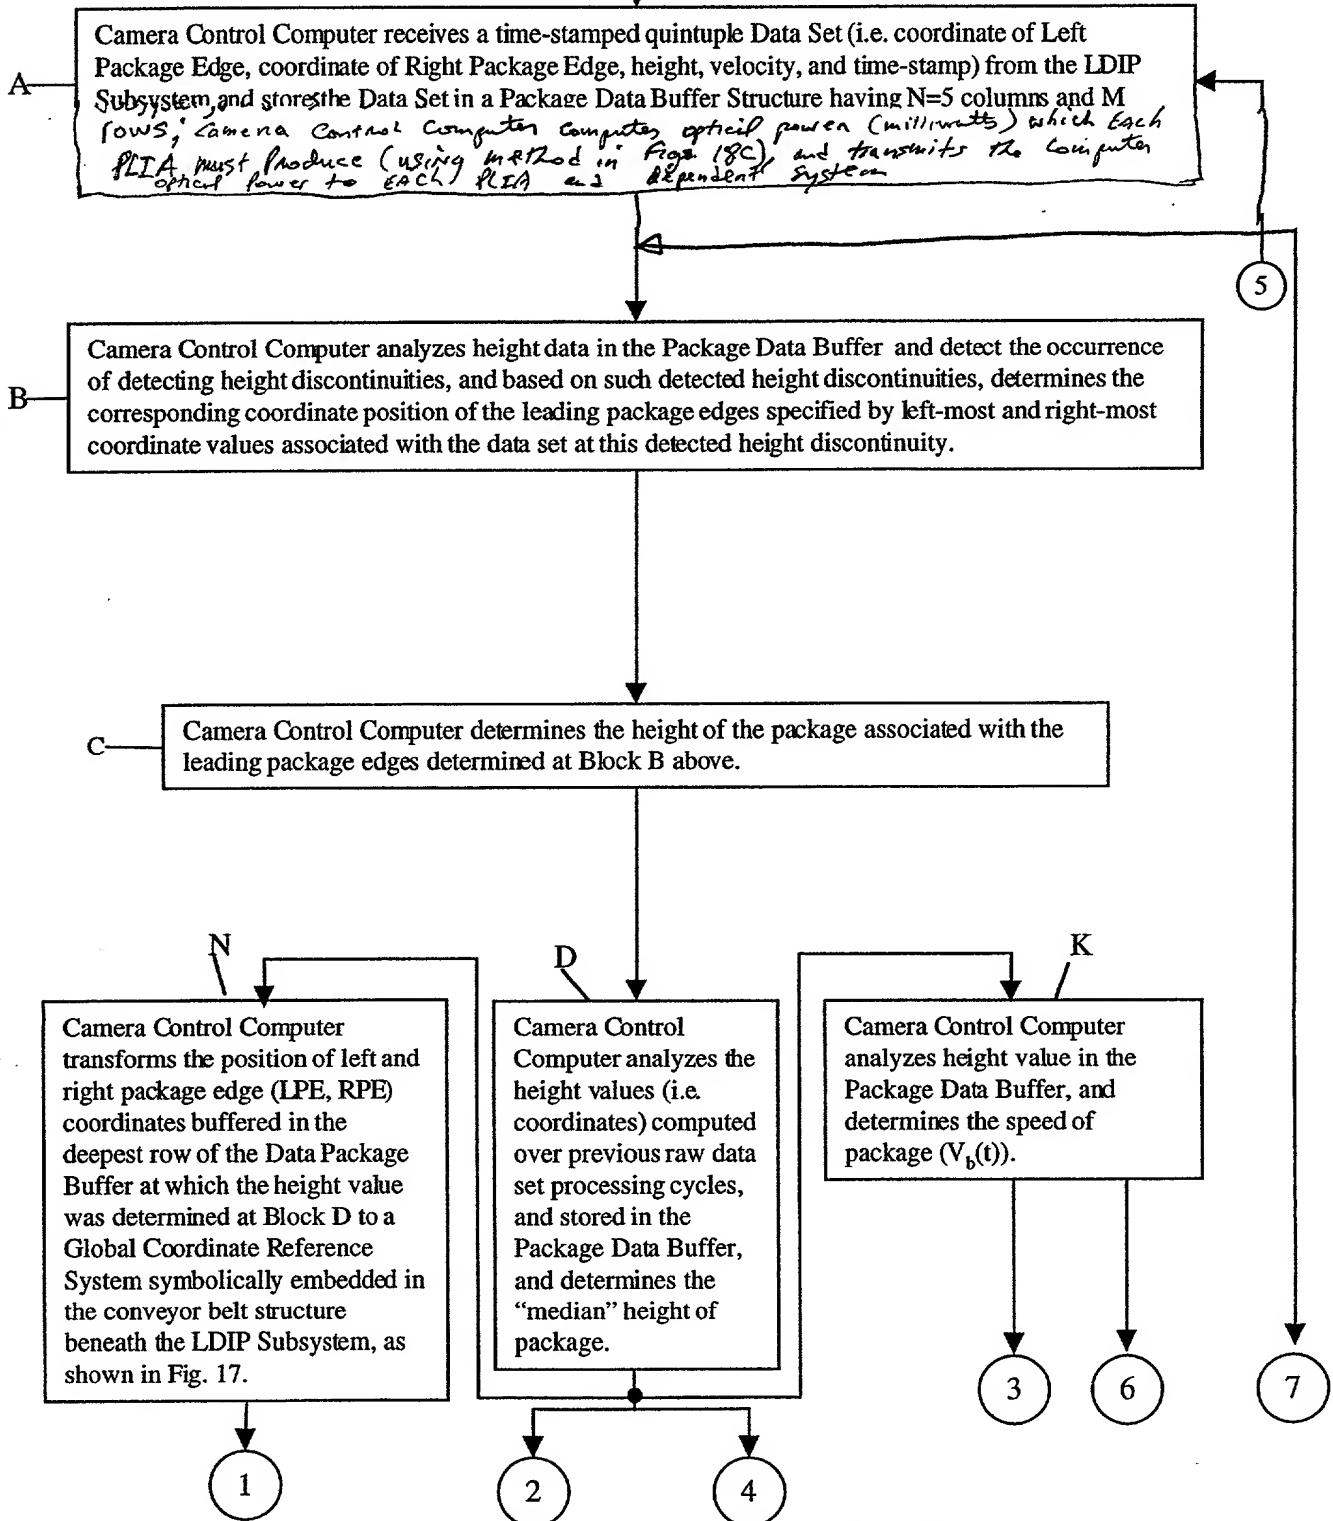 A
Camera Control Computer receives a time-stamped quintuple Data Set (i.e. coordinate of Left
Package Edge, coordinate of Right Package Edge, height, velocity, and time-stamp) from the LDIP
Subsystem, and stores the Data Set in a Package Data Buffer Structure having N=5 columns and M
rows; Camera Control Computer computes optical power (milliwatts) which Each
PLIA must Produce (using method in Figs 18C), and transmits the Computer
optical power to EACH PLIA and dependent system
5
B
Camera Control Computer analyzes height data in the Package Data Buffer and detect the occurrence
of detecting height discontinuities, and based on such detected height discontinuities, determines the
corresponding coordinate position of the leading package edges specified by left-most and right-most
coordinate values associated with the data set at this detected height discontinuity.
C
Camera Control Computer determines the height of the package associated with the
leading package edges determined at Block B above.
N
Camera Control Computer
transforms the position of left and
right package edge (LPE, RPE)
coordinates buffered in the
deepest row of the Data Package
Buffer at which the height value
was determined at Block D to a
Global Coordinate Reference
System symbolically embedded in
the conveyor belt structure
beneath the LDIP Subsystem, as
shown in Fig. 17.
D
Camera Control
Computer analyzes the
height values (i.e.
coordinates) computed
over previous raw data
set processing cycles,
and stored in the
Package Data Buffer,
and determines the
“median” height of
package.
K
Camera Control Computer
analyzes height value in the
Package Data Buffer, and
determines the speed of
package (V_b(t)).
3
6
7
1
2
4